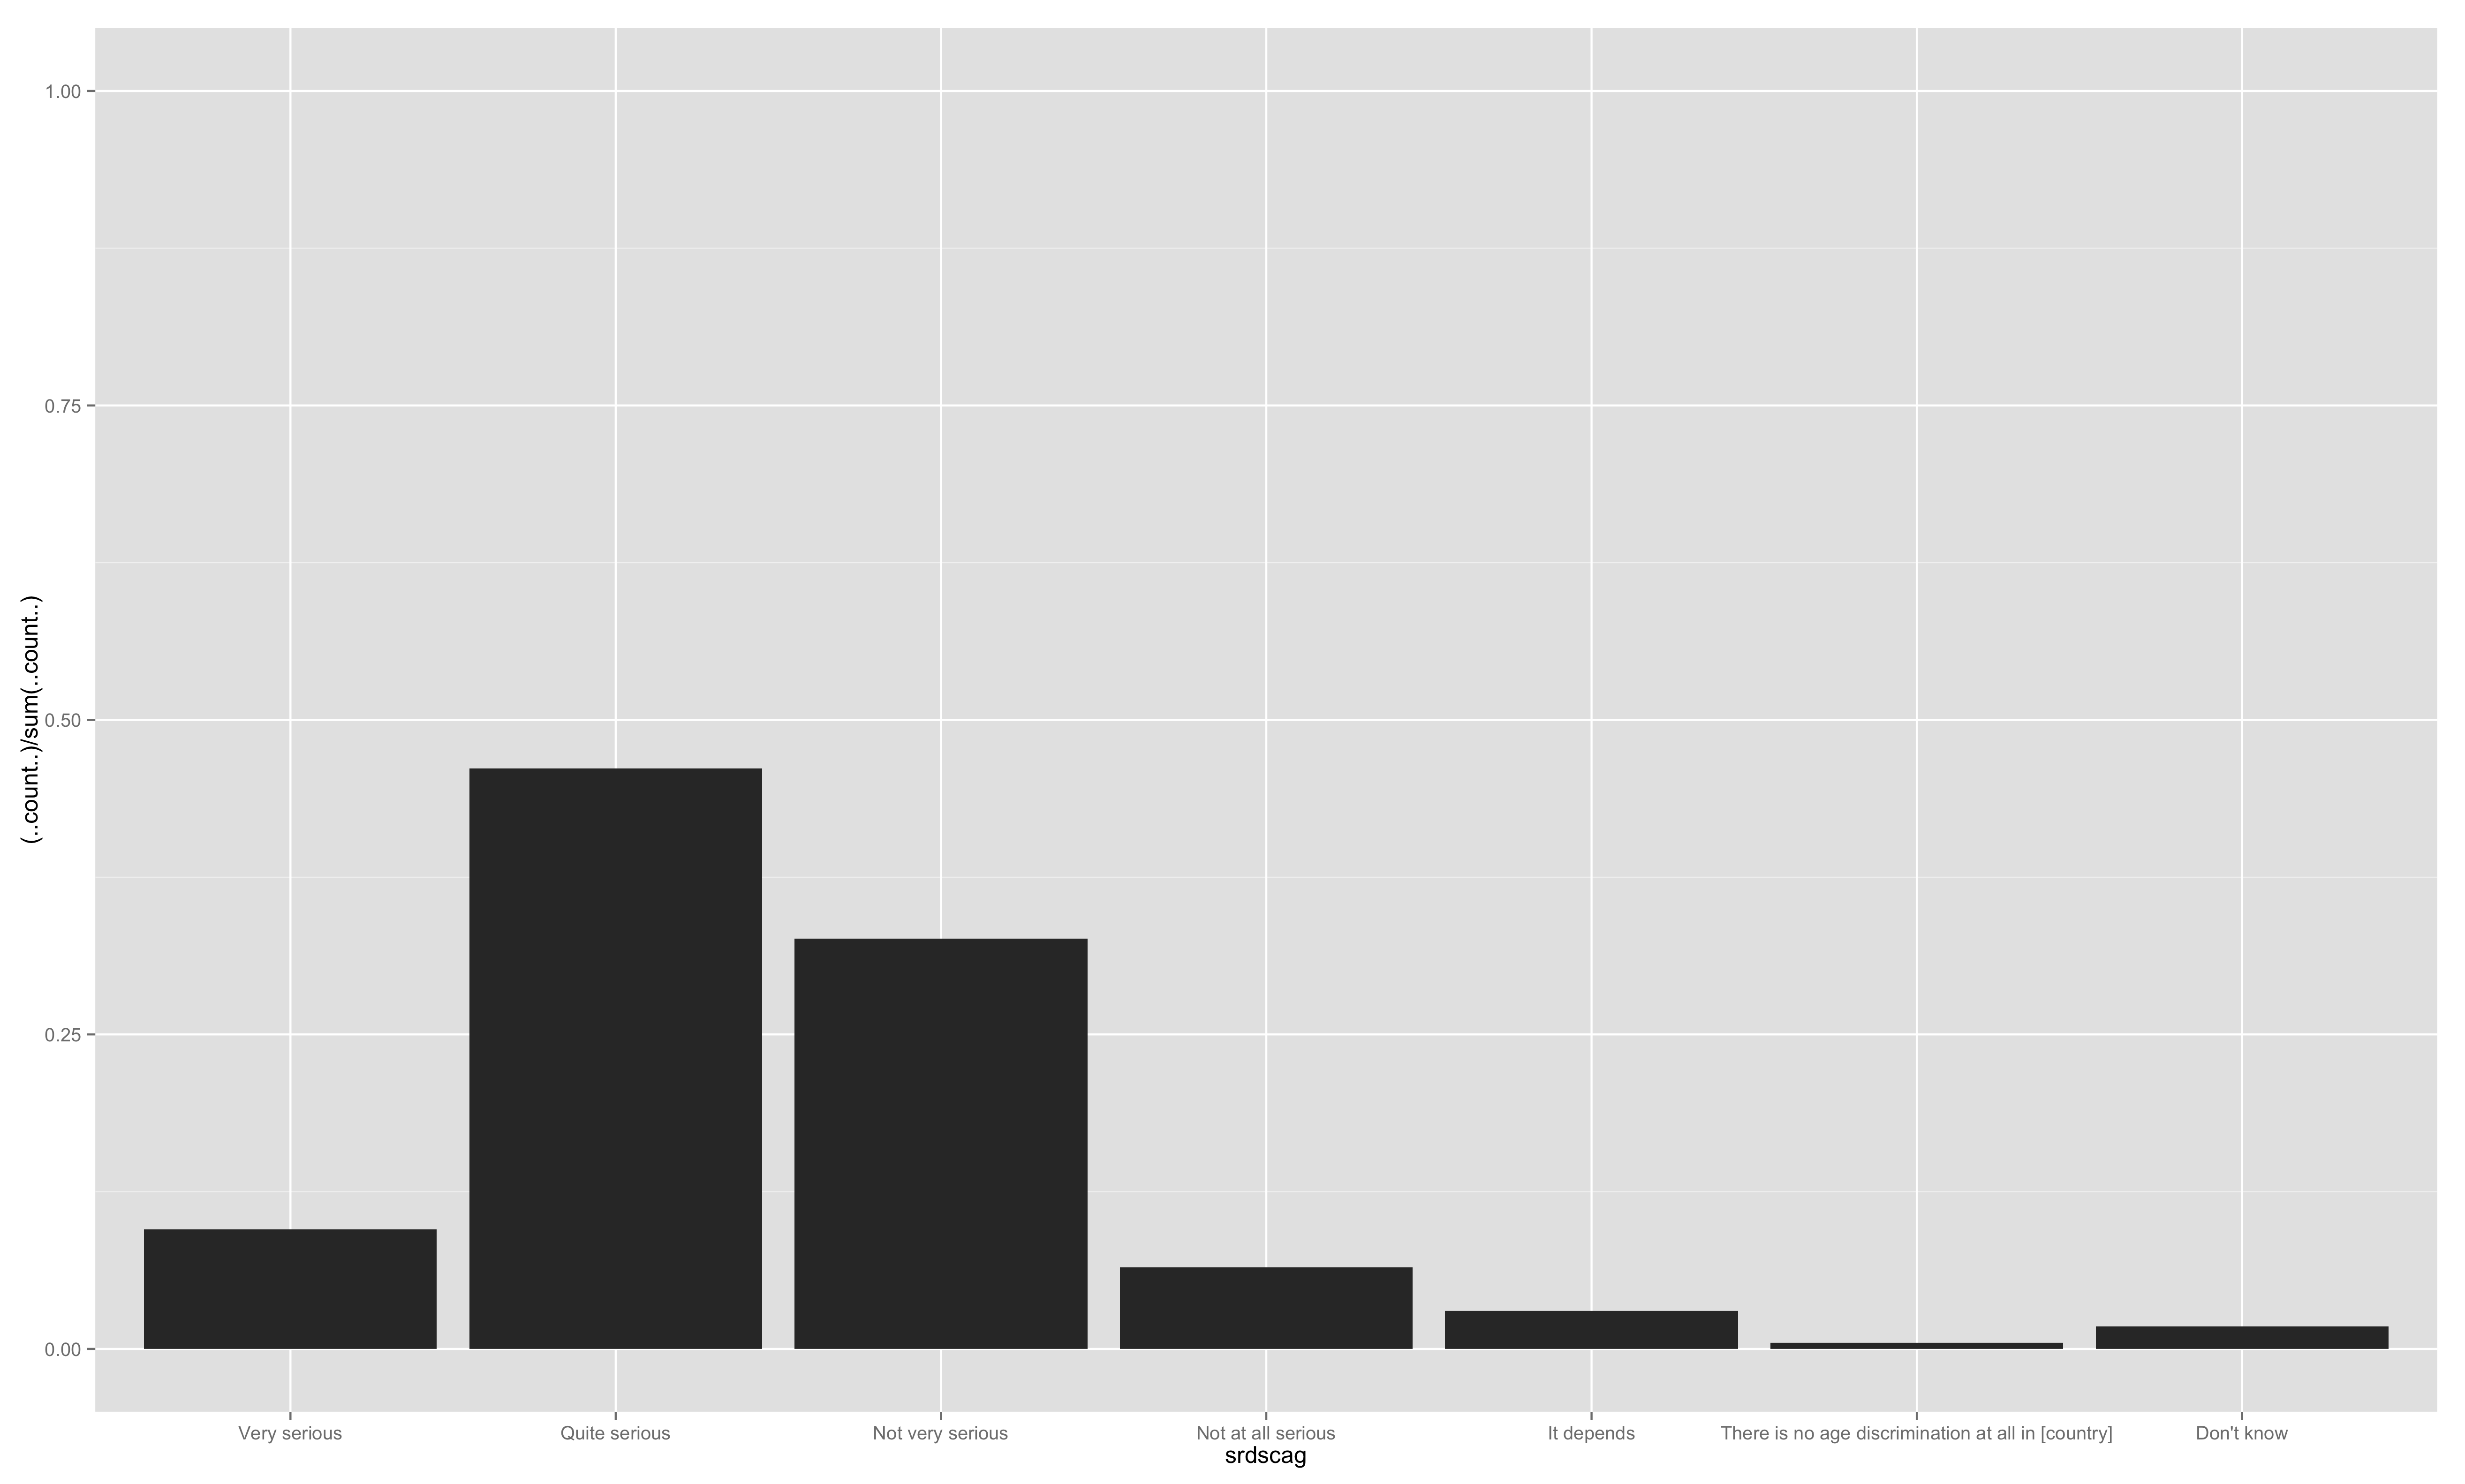 (..count..)/sum(..count..)
1.00
0.75
0.50
0.25
0.00
Very serious
Quite serious
Not very serious
Not at all serious
It depends
There is no age discrimination at all in [country]
Don't know
srdscag